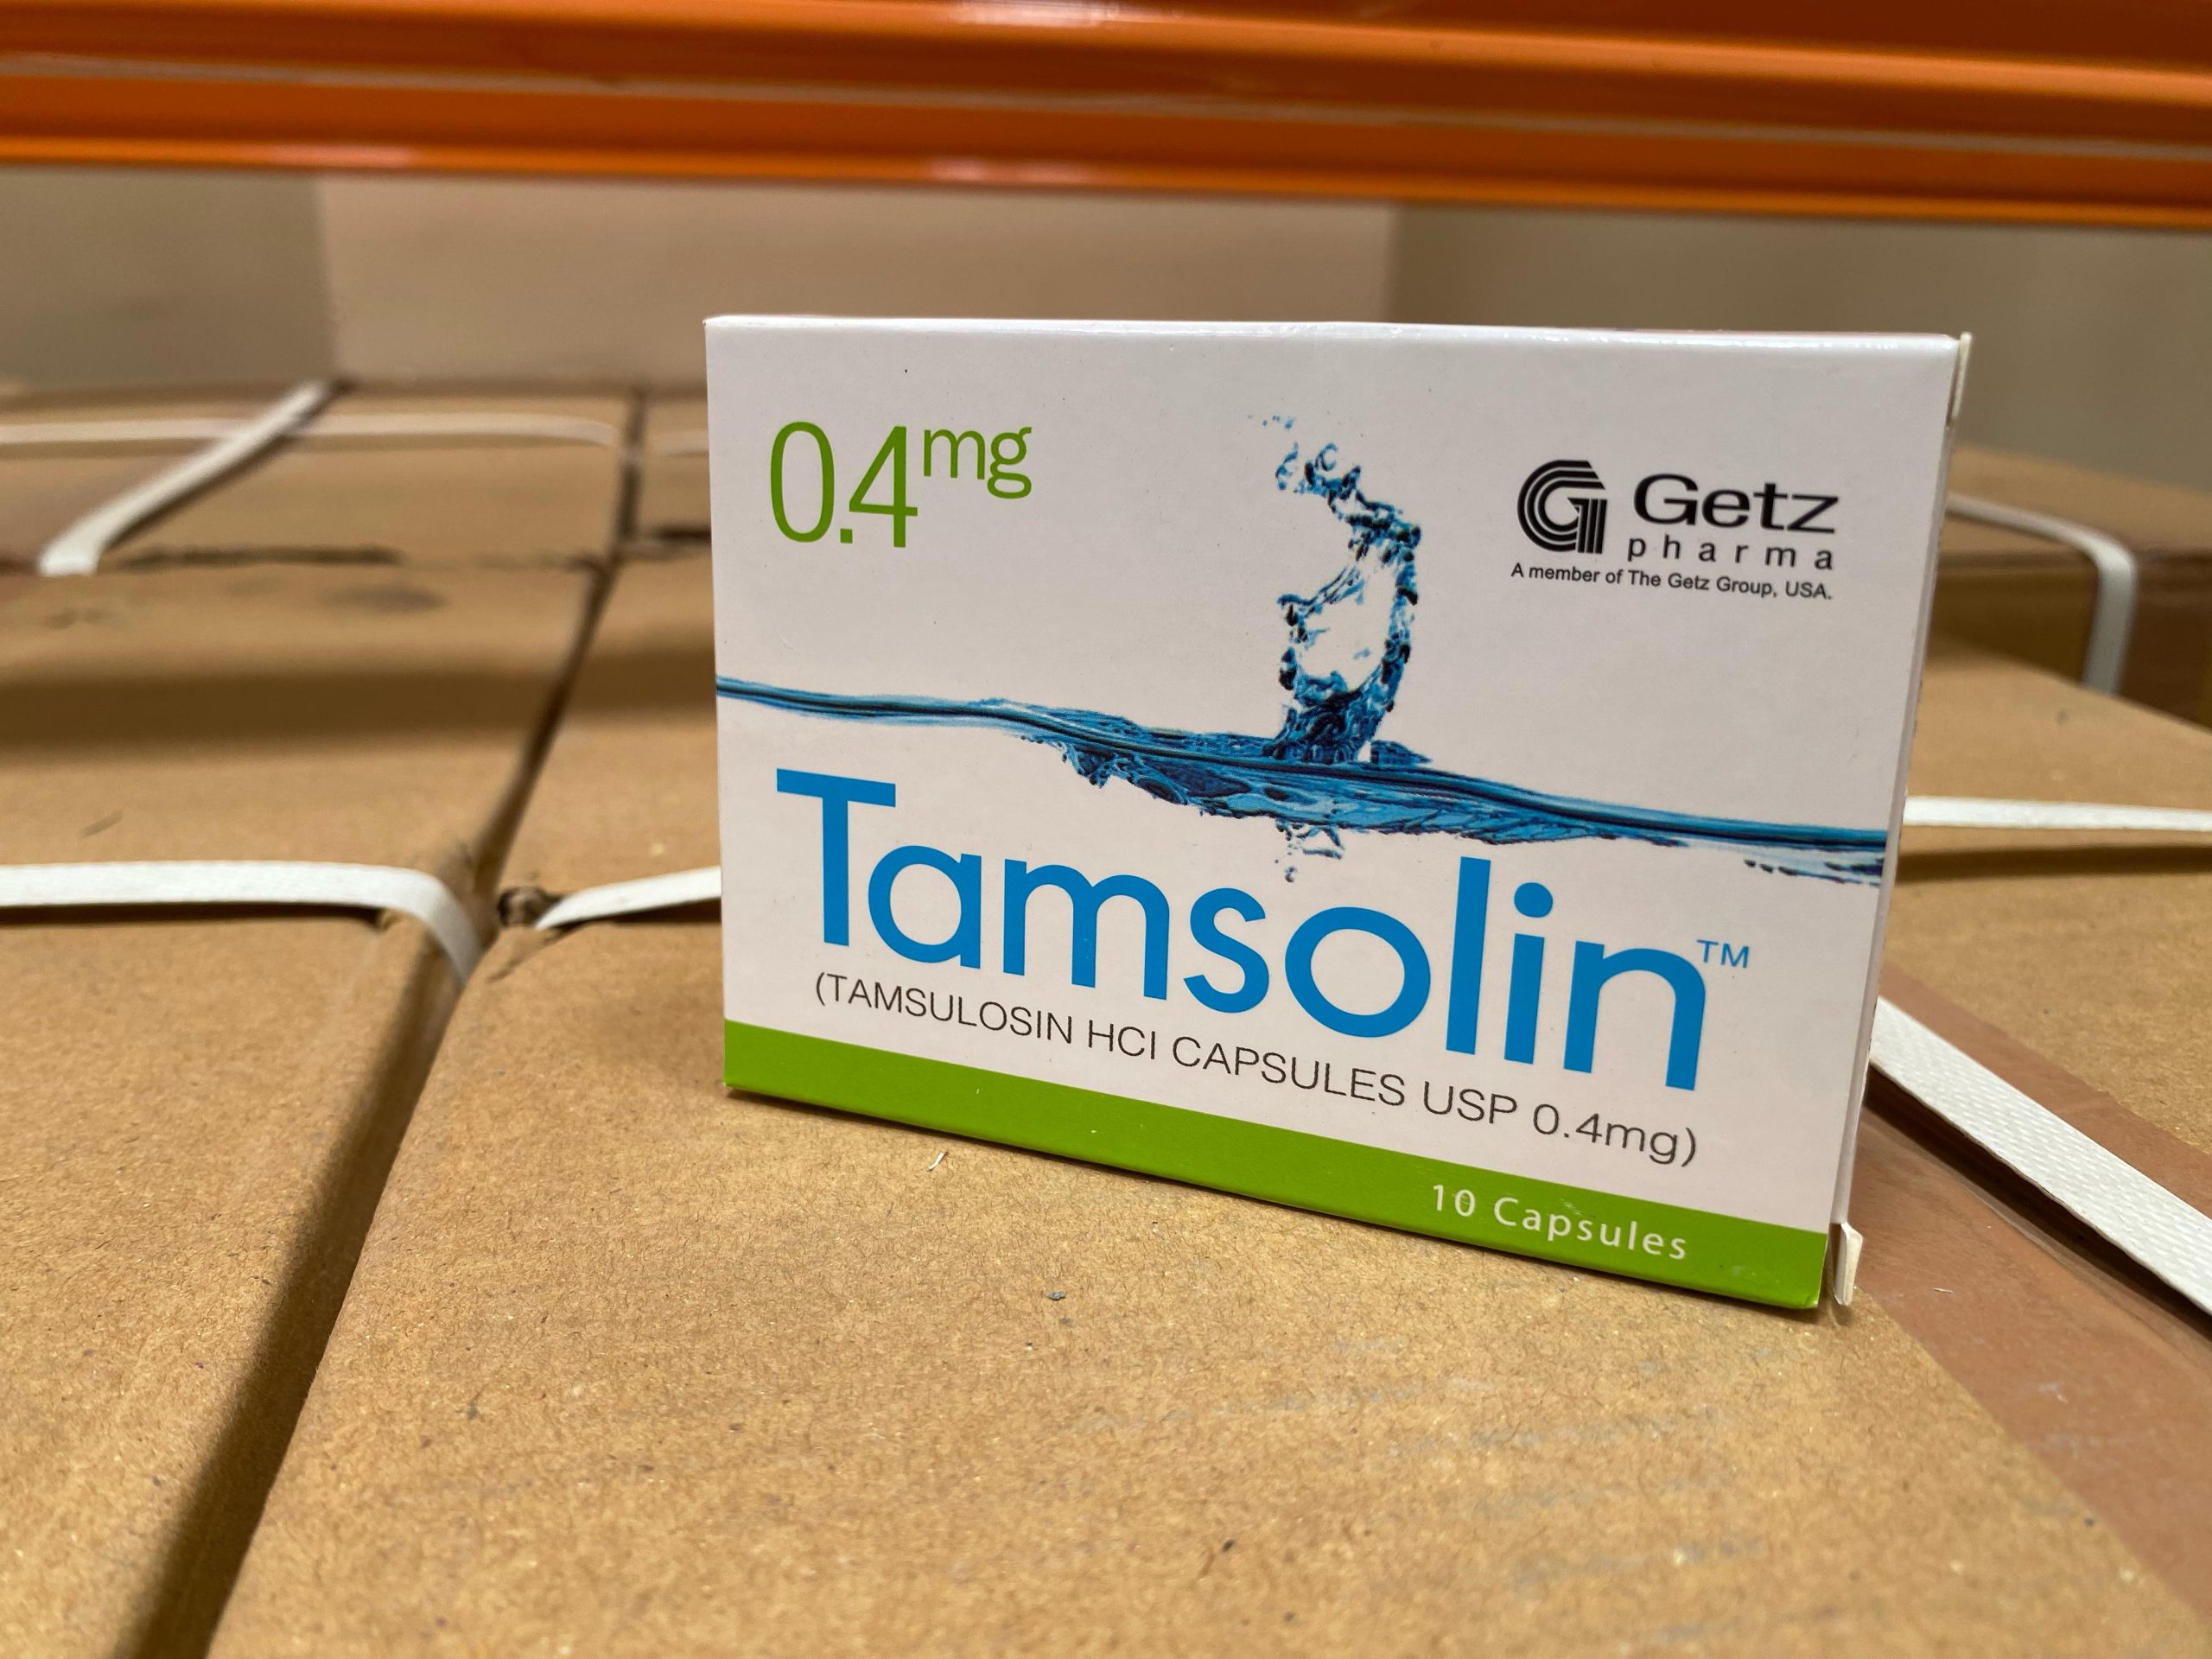 0.4mg
Getz
pharma
A member of The Getz Group, USA.
Tamsolin™
(TAMSULOSIN HCl CAPSULES USP 0.4mg)
10 Capsules